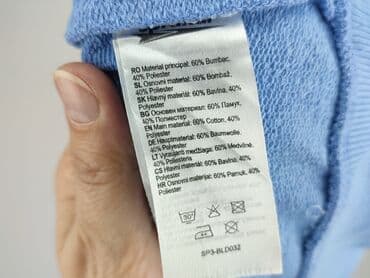 RO Material principal: 60% Bumbac,
40% Poliester
SL Osnovni material: 60% Bombaž,
40% Poliester
SK Hlavný materiál: 60% Bavlna, 40%
Polyester
BG Основен материал: 60% Памук,
40% Полиестер
EN Main material: 60% Cotton, 40%
Polyester
DE Hauptmaterial: 60% Baumwolle,
40% Polyester
LT Vyraujanti medžiaga: 60% Medvilnė,
40% Poliesteris
CS Hlavní materiál: 60% Bavlna, 40%
Polyester
HR Osnovni materijal: 60% Pamuk, 40%
Polyester
30°
SP3-BLD032